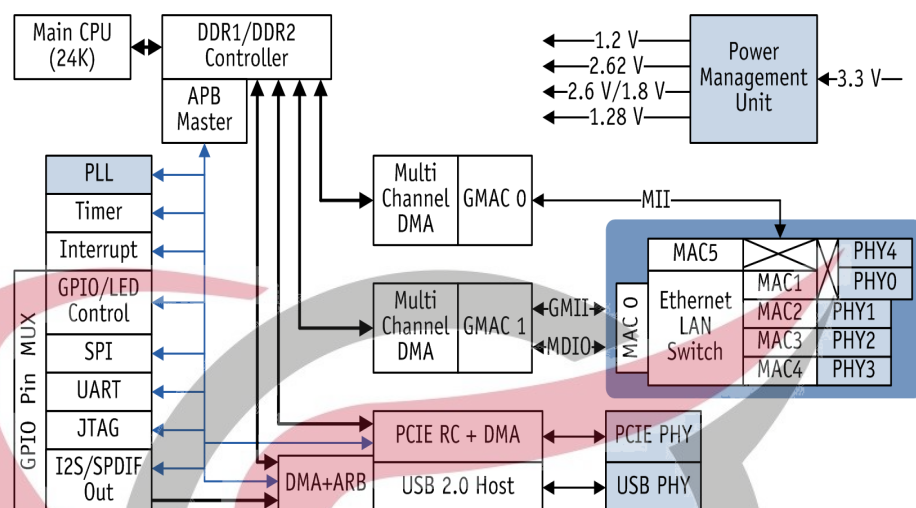 Main CPU
(24K)
DDR1/DDR2
Controller
APB
Master
1.2 V
2.62 V
2.6 V/1.8 V
1.28 V
Power
Management
Unit
3.3 V
PLL
Timer
Interrupt
GPIO/LED
Control
SPI
UART
JTAG
I2S/SPDIF
Out
GPIO Pin MUX
Multi
Channel
DMA
GMAC 0
MII
Multi
Channel
DMA
GMAC 1
GMII
MDIO
MAC 0
MAC5
Ethernet
LAN
Switch
MAC1
MAC2
MAC3
MAC4
PHY4
PHY0
PHY1
PHY2
PHY3
DMA+ARB
PCIE RC + DMA
USB 2.0 Host
PCIE PHY
USB PHY